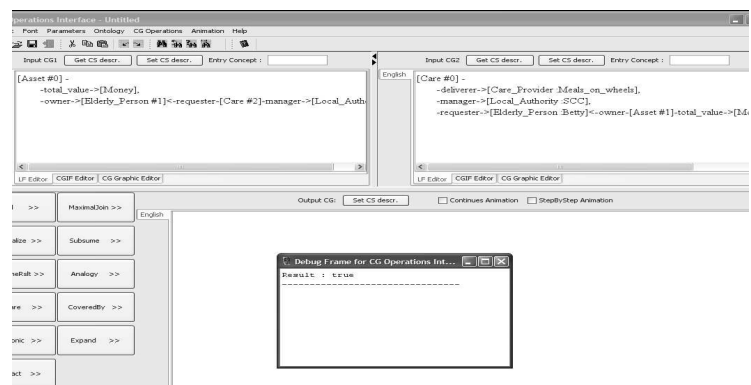 Operations Interface - Untitled
Font Parameters Ontology CG Operations Animation Help
Input CG1 Get CS descr. Set CS descr. Entry Concept :
Input CG2 Get CS descr. Set CS descr. Entry Concept :
English
[Asset #0] -
-total_value->[Money],
-owner->[Elderly_Person #1]<-requester-[Care #2]-manager->[Local_Auth
[Care #0] -
-deliverer->[Care_Provider :Meals_on_wheels],
-manager->[Local_Authority :SCC],
-requester->[Elderly_Person :Betty]<-owner-[Asset #1]-total_value->[Mo
LF Editor CGIF Editor CG Graphic Editor
LF Editor CGIF Editor CG Graphic Editor
Output CG: Set CS descr. Continues Animation StepByStep Animation
>> MaximalJoin >>
English
alize >> Subsume >>
neRslt >> Analogy >>
are >> CoveredBy >>
onic >> Expand >>
act >>
Debug Frame for CG Operations Int...
Result : true
--------------------------------